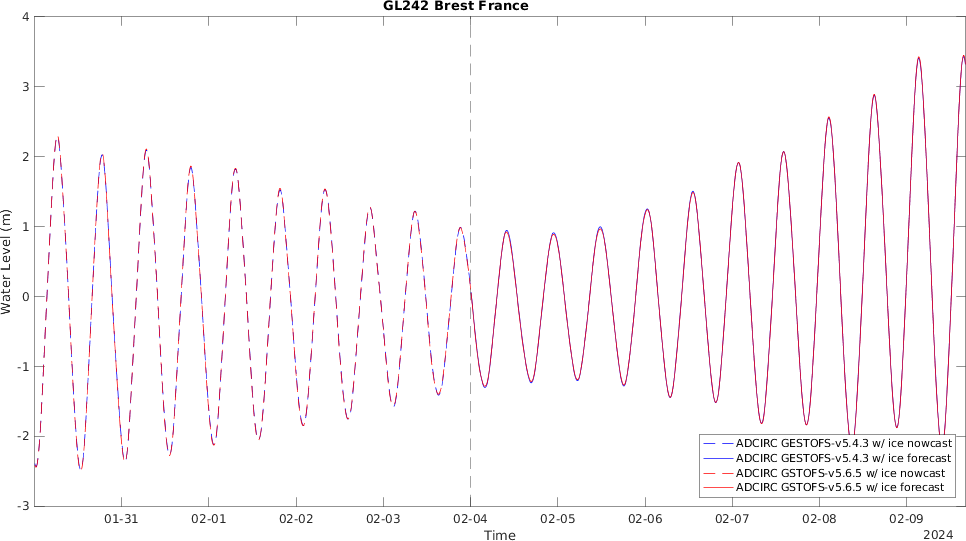 GL242 Brest France
4
3
2
1
0
-1
-2
-3
Water Level (m)
ADCIRC GESTOFS-v5.4.3 w/ ice nowcast
ADCIRC GESTOFS-v5.4.3 w/ ice forecast
ADCIRC GSTOFS-v5.6.5 w/ ice nowcast
ADCIRC GSTOFS-v5.6.5 w/ ice forecast
01-31 02-01 02-02 02-03 02-04 02-05 02-06 02-07 02-08 02-09
Time
2024